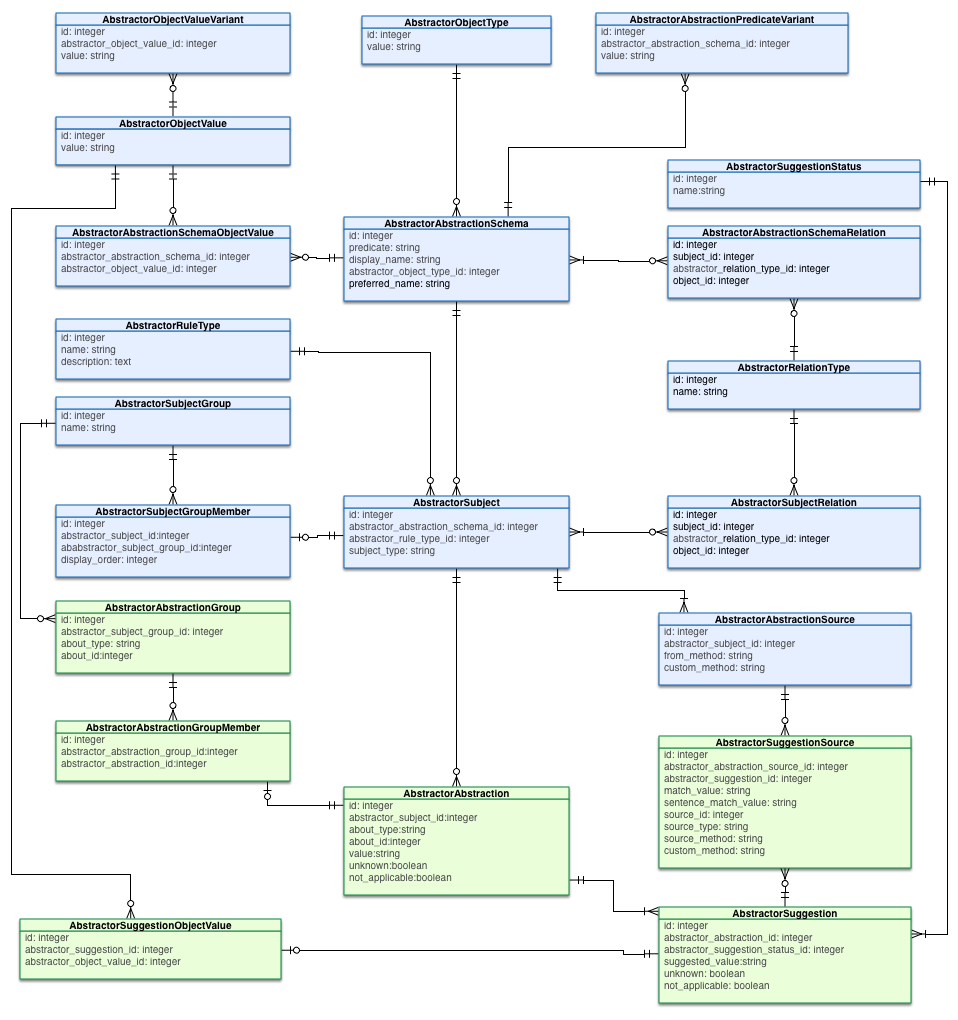 AbstractorObjectValueVariant
id: integer
abstractor_object_value_id: integer
value: string
AbstractorObjectType
id: integer
value: string
AbstractorAbstractionPredicateVariant
id: integer
abstractor_abstraction_schema_id: integer
value: string
AbstractorObjectValue
id: integer
value: string
AbstractorSuggestionStatus
id: integer
name:string
AbstractorAbstractionSchemaObjectValue
id: integer
abstractor_abstraction_schema_id: integer
abstractor_object_value_id: integer
AbstractorAbstractionSchema
id: integer
predicate: string
display_name: string
abstractor_object_type_id: integer
preferred_name: string
AbstractorAbstractionSchemaRelation
id: integer
subject_id: integer
abstractor_relation_type_id: integer
object_id: integer
AbstractorRuleType
id: integer
name: string
description: text
AbstractorRelationType
id: integer
name: string
AbstractorSubjectGroup
id: integer
name: string
AbstractorSubjectGroupMember
id: integer
abstractor_subject_id:integer
ababstractor_subject_group_id:integer
display_order: integer
AbstractorSubject
id: integer
abstractor_abstraction_schema_id: integer
abstractor_rule_type_id: integer
subject_type: string
AbstractorSubjectRelation
id: integer
subject_id: integer
abstractor_relation_type_id: integer
object_id: integer
AbstractorAbstractionGroup
id: integer
abstractor_subject_group_id: integer
about_type: string
about_id:integer
AbstractorAbstractionSource
id: integer
abstractor_subject_id: integer
from_method: string
custom_method: string
AbstractorAbstractionGroupMember
id: integer
abstractor_abstraction_group_id:integer
abstractor_abstraction_id:integer
AbstractorSuggestionSource
id: integer
abstractor_abstraction_source_id: integer
abstractor_suggestion_id: integer
match_value: string
sentence_match_value: string
source_id: integer
source_type: string
source_method: string
custom_method: string
AbstractorAbstraction
id: integer
abstractor_subject_id:integer
about_type:string
about_id:integer
value:string
unknown:boolean
not_applicable:boolean
AbstractorSuggestionObjectValue
id: integer
abstractor_suggestion_id: integer
abstractor_object_value_id: integer
AbstractorSuggestion
id: integer
abstractor_abstraction_id: integer
abstractor_suggestion_status_id: integer
suggested_value:string
unknown: boolean
not_applicable: boolean